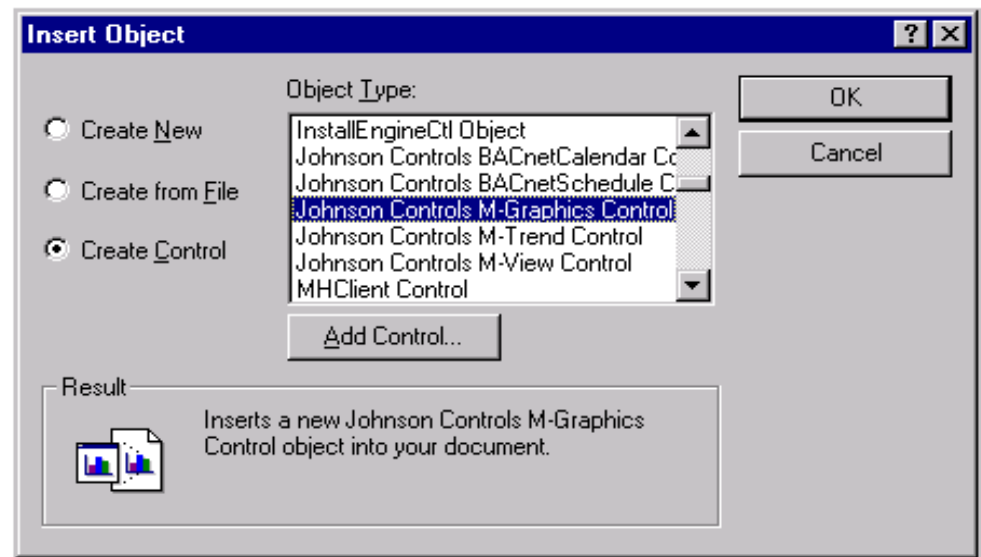 Insert Object
Object Type:
Create New
Create from File
Create Control
InstallEngineCtl Object
Johnson Controls BACnetCalendar Cc
Johnson Controls BACnetSchedule C
Johnson Controls M-Graphics Control
Johnson Controls M-Trend Control
Johnson Controls M-View Control
MHClient Control
Add Control...
OK
Cancel
Result
Inserts a new Johnson Controls M-Graphics
Control object into your document.